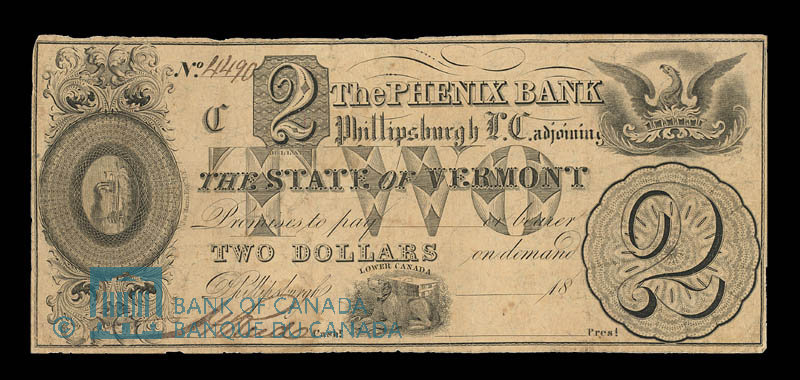 No. 4490
C
2
The PHENIX BANK
Phillipsburgh L.C. adjoining
TWO
THE STATE OF VERMONT
Promises to pay or bearer
TWO DOLLARS on demand
LOWER CANADA
18
2
Cash.r
Pres.t
© BANK OF CANADA
BANQUE DU CANADA